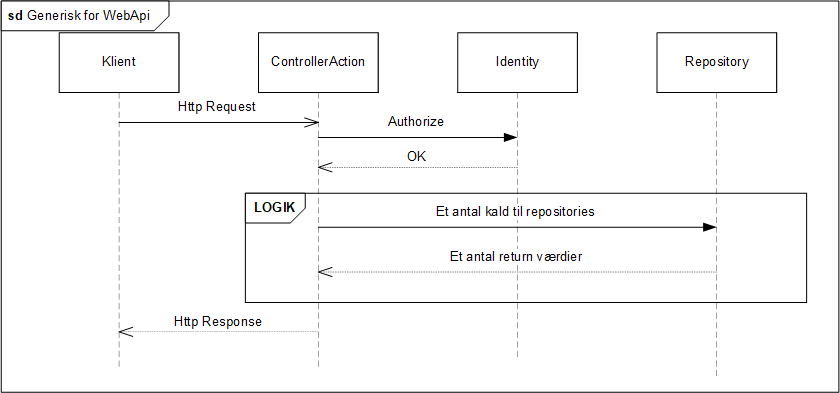 sd Generisk for WebApi
Klient
ControllerAction
Identity
Repository
Http Request
Authorize
OK
LOGIK
Et antal kald til repositories
Et antal return værdier
Http Response